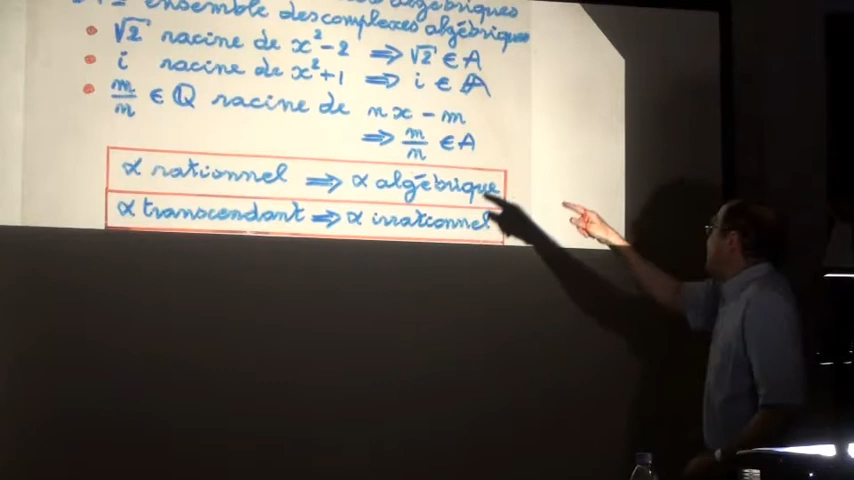 ensemble des complexes algébriques
• √2 racine de x²-2 ⇒ √2 ∈ A
• i racine de x²+1 ⇒ i ∈ A
• m/n ∈ Q racine de nx - m
⇒ m/n ∈ A
α rationnel ⇒ α algébrique
α transcendant ⇒ α irrationnel